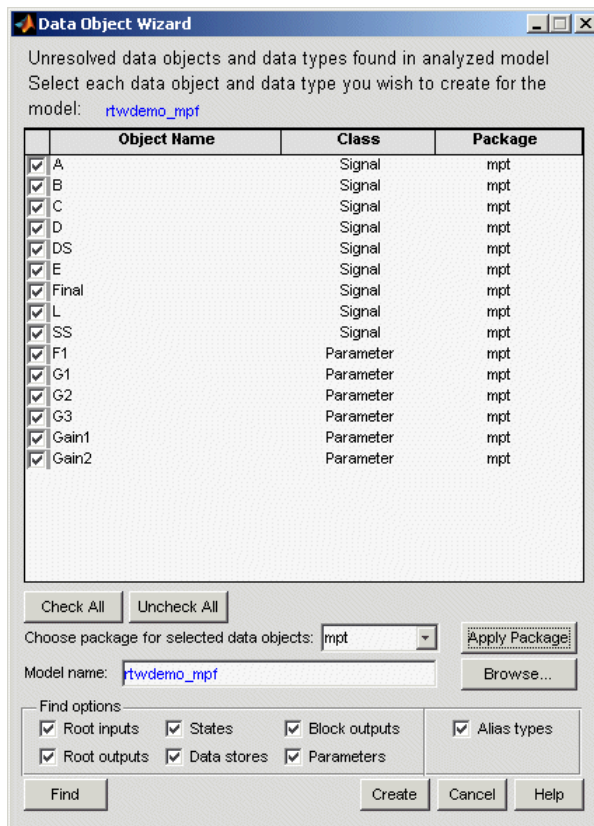 Data Object Wizard
Unresolved data objects and data types found in analyzed model
Select each data object and data type you wish to create for the
model: rtwdemo_mpf
Object Name Class Package
A Signal mpt
B Signal mpt
C Signal mpt
D Signal mpt
DS Signal mpt
E Signal mpt
Final Signal mpt
L Signal mpt
SS Signal mpt
F1 Parameter mpt
G1 Parameter mpt
G2 Parameter mpt
G3 Parameter mpt
Gain1 Parameter mpt
Gain2 Parameter mpt
Check All Uncheck All
Choose package for selected data objects: mpt Apply Package
Model name: rtwdemo_mpf Browse...
Find options
Root inputs States Block outputs Alias types
Root outputs Data stores Parameters
Find Create Cancel Help